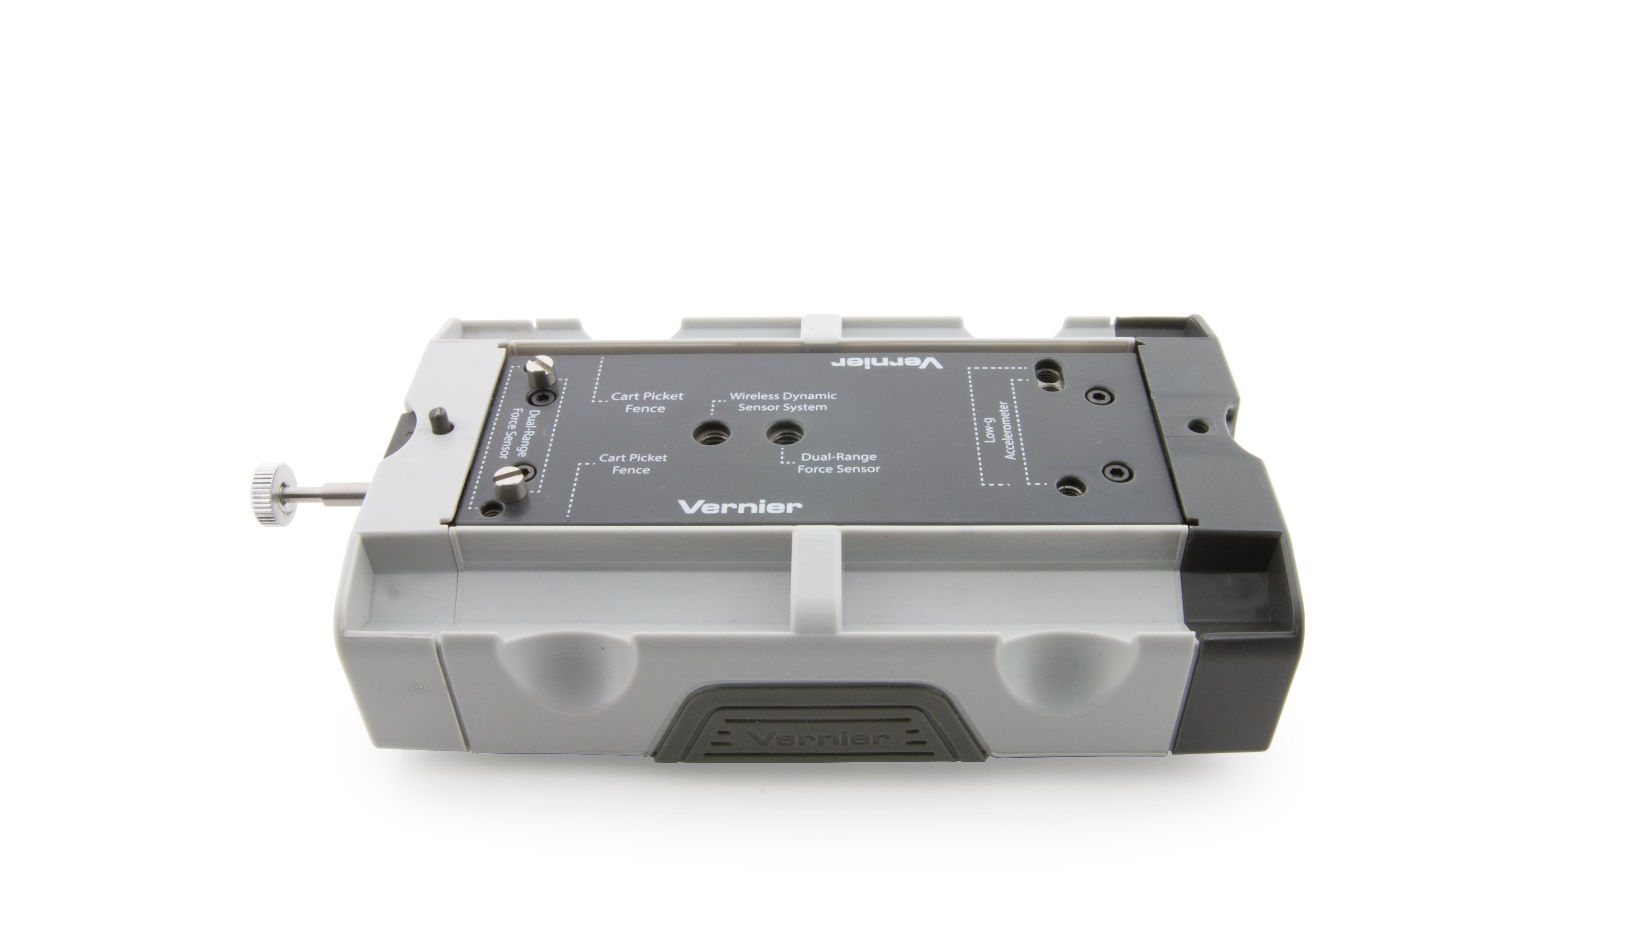 Vernier
Cart Picket
Fence
Wireless Dynamic
Sensor System
Dual-Range
Force Sensor
Low-g
Accelerometer
Cart Picket
Fence
Dual-Range
Force Sensor
Vernier
Vernier